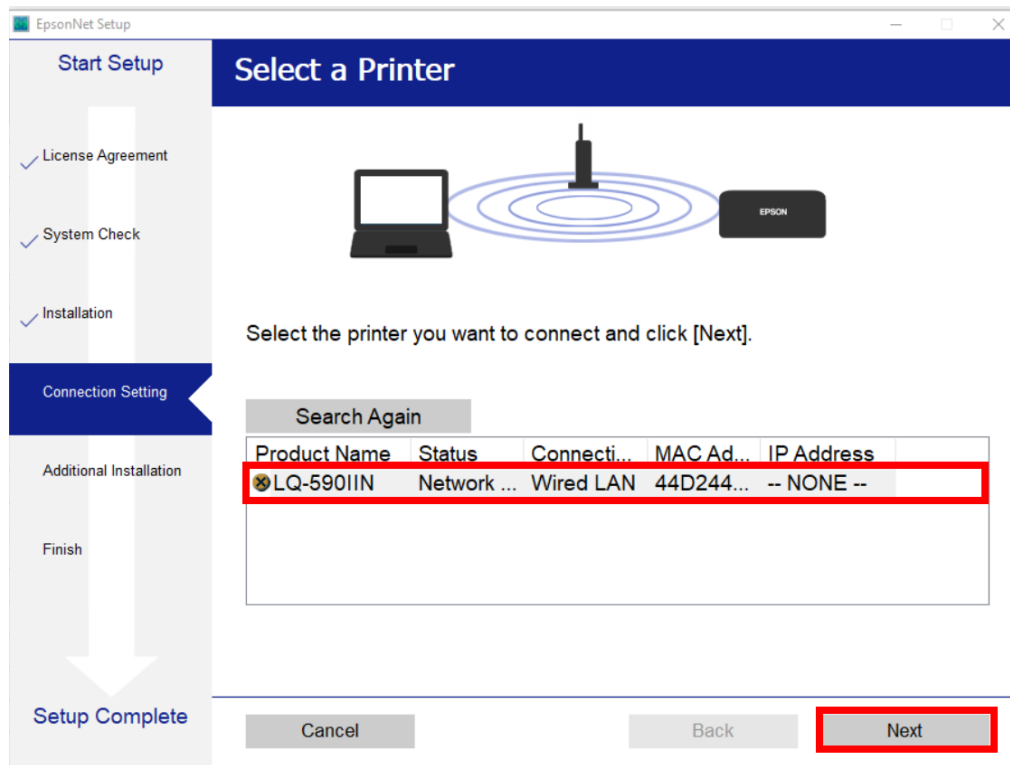 EpsonNet Setup
Start Setup
Select a Printer
License Agreement
EPSON
System Check
Installation
Select the printer you want to connect and click [Next].
Connection Setting
Search Again
Product Name Status Connecti... MAC Ad... IP Address
LQ-590IIN Network ... Wired LAN 44D244... -- NONE --
Additional Installation
Finish
Setup Complete
Cancel Back Next